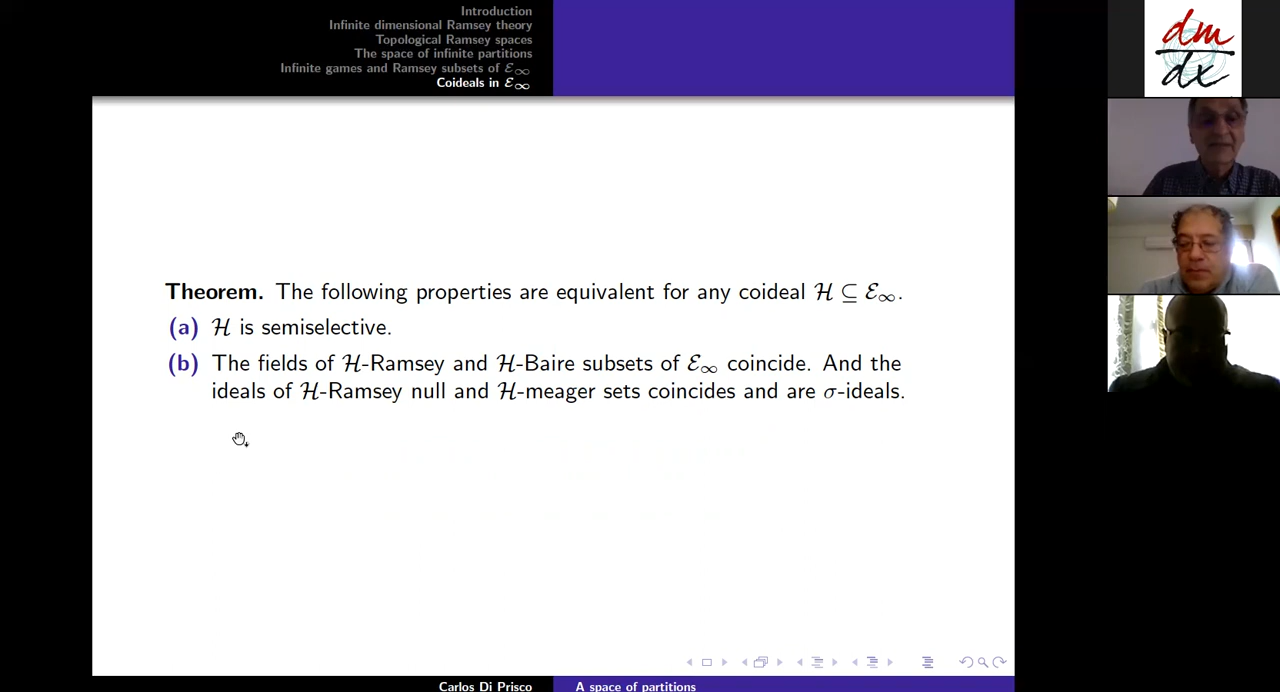 Introduction
Infinite dimensional Ramsey theory
Topological Ramsey spaces
The space of infinite partitions
Infinite games and Ramsey subsets of ℰ∞
Coideals in ℰ∞
dm
dx
Theorem. The following properties are equivalent for any coideal ℋ ⊆ ℰ∞.
(a) ℋ is semiselective.
(b) The fields of ℋ-Ramsey and ℋ-Baire subsets of ℰ∞ coincide. And the
ideals of ℋ-Ramsey null and ℋ-meager sets coincides and are σ-ideals.
Carlos Di Prisco
A space of partitions